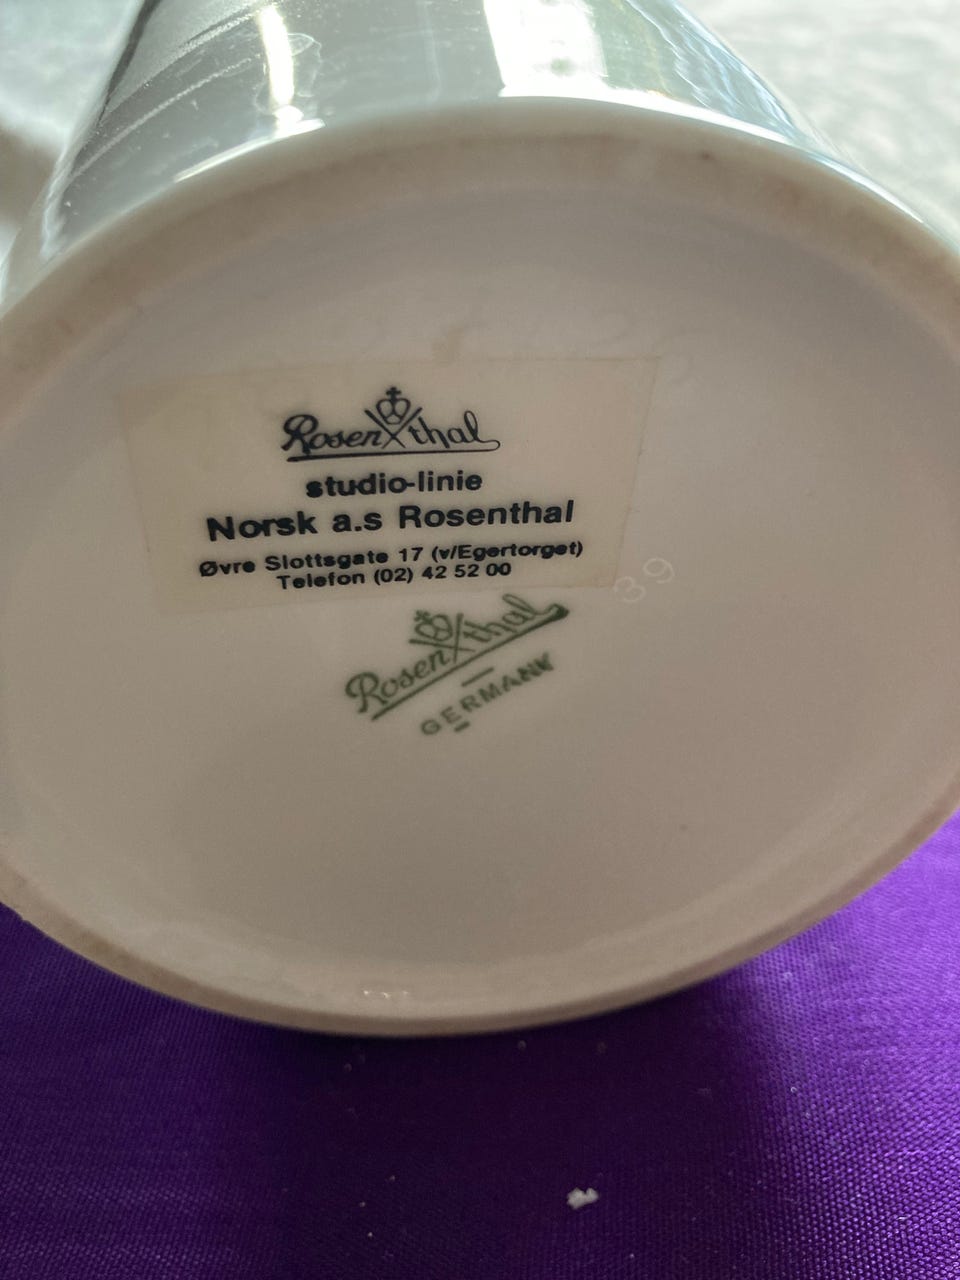 Rosenthal
studio-linie
Norsk a.s Rosenthal
Øvre Slottsgate 17 (v/Egertorget)
Telefon (02) 42 52 00
39
Rosenthal
GERMANY